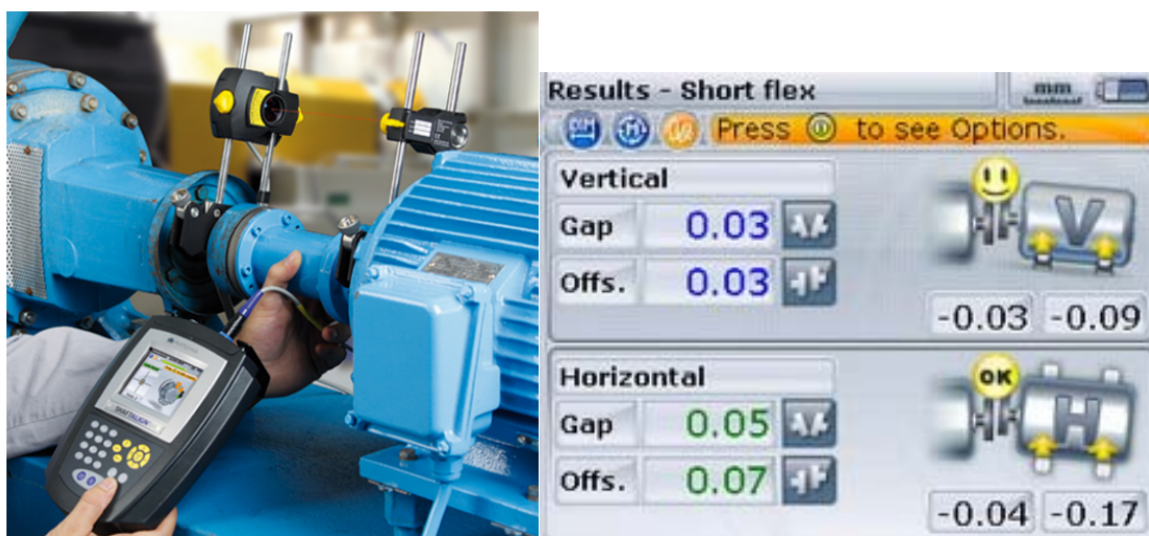 Results - Short flex
mm
Press to see Options.
Vertical
Gap 0.03
Offs. 0.03
V
-0.03 -0.09
Horizontal
OK
Gap 0.05
H
Offs. 0.07
-0.04 -0.17